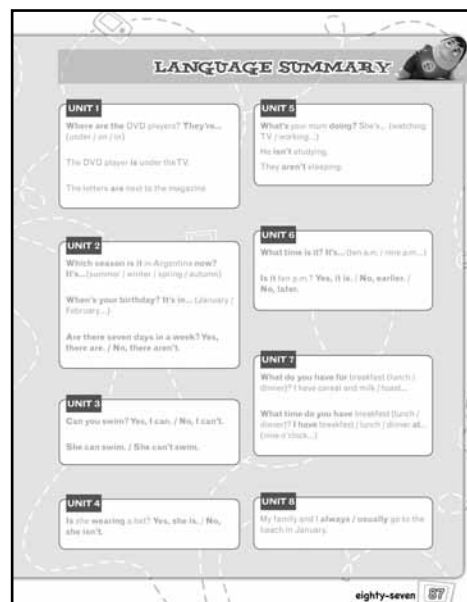 LANGUAGE SUMMARY
UNIT 1
Where are the DVD players? They're...
(under / on / in)
The DVD player is under the TV.
The letters are next to the magazine.
UNIT 2
Which season is it in Argentina now?
It's... (summer / winter / spring / autumn)
When's your birthday? It's in... (January /
February...)
Are there seven days in a week? Yes,
there are. / No, there aren't.
UNIT 3
Can you swim? Yes, I can. / No, I can't.
She can swim. / She can't swim.
UNIT 4
Is she wearing a hat? Yes, she is. / No,
she isn't.
UNIT 5
What's your mum doing? She's... (watching
TV / working...)
He isn't studying.
They aren't sleeping.
UNIT 6
What time is it? It's... (ten a.m. / nine p.m...)
Is it ten p.m.? Yes, it is. / No, earlier. /
No, later.
UNIT 7
What do you have for breakfast (lunch /
dinner)? I have cereal and milk / toast...
What time do you have breakfast (lunch /
dinner)? I have breakfast / lunch / dinner at...
(nine o'clock...)
UNIT 8
My family and I always / usually go to the
beach in January.
eighty-seven 87